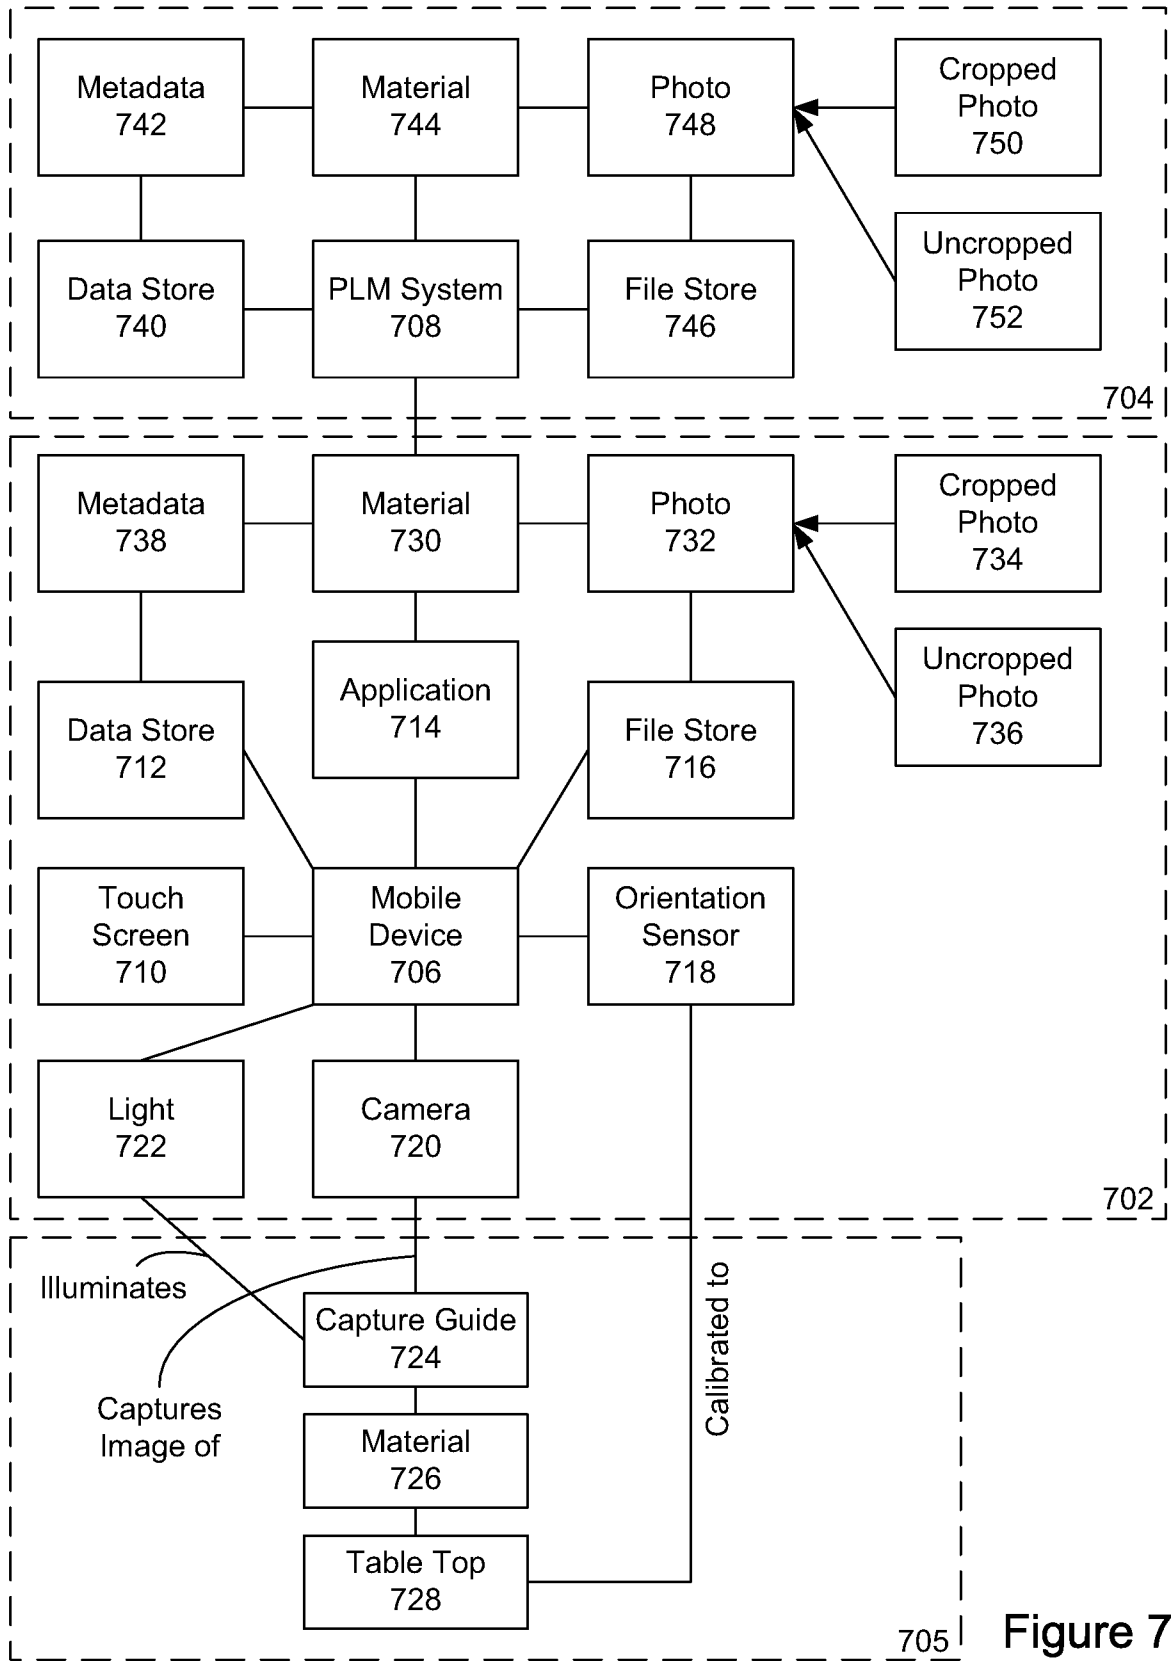 Metadata
742
Material
744
Photo
748
Cropped
Photo
750
Uncropped
Photo
752
Data Store
740
PLM System
708
File Store
746
704
Metadata
738
Material
730
Photo
732
Cropped
Photo
734
Uncropped
Photo
736
Application
714
Data Store
712
File Store
716
Touch
Screen
710
Mobile
Device
706
Orientation
Sensor
718
Light
722
Camera
720
702
Illuminates
Captures
Image of
Capture Guide
724
Calibrated to
Material
726
Table Top
728
705
Figure 7